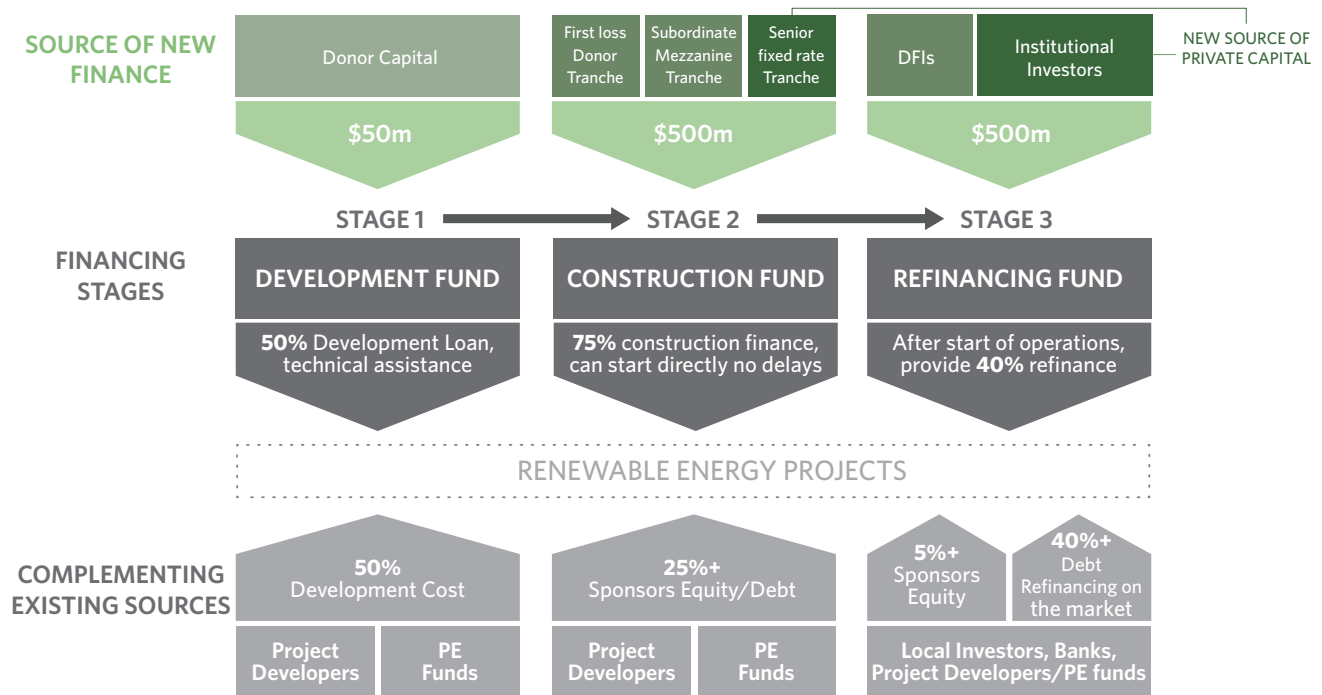 SOURCE OF NEW
FINANCE
Donor Capital
First loss
Donor
Tranche
Subordinate
Mezzanine
Tranche
Senior
fixed rate
Tranche
DFIs
Institutional
Investors
NEW SOURCE OF
PRIVATE CAPITAL
$50m
$500m
$500m
STAGE 1
STAGE 2
STAGE 3
FINANCING
STAGES
DEVELOPMENT FUND
CONSTRUCTION FUND
REFINANCING FUND
50% Development Loan,
technical assistance
75% construction finance,
can start directly no delays
After start of operations,
provide 40% refinance
RENEWABLE ENERGY PROJECTS
COMPLEMENTING
EXISTING SOURCES
50%
Development Cost
25%+
Sponsors Equity/Debt
5%+
Sponsors
Equity
40%+
Debt
Refinancing on
the market
Project
Developers
PE
Funds
Project
Developers
PE
Funds
Local Investors, Banks,
Project Developers/PE funds